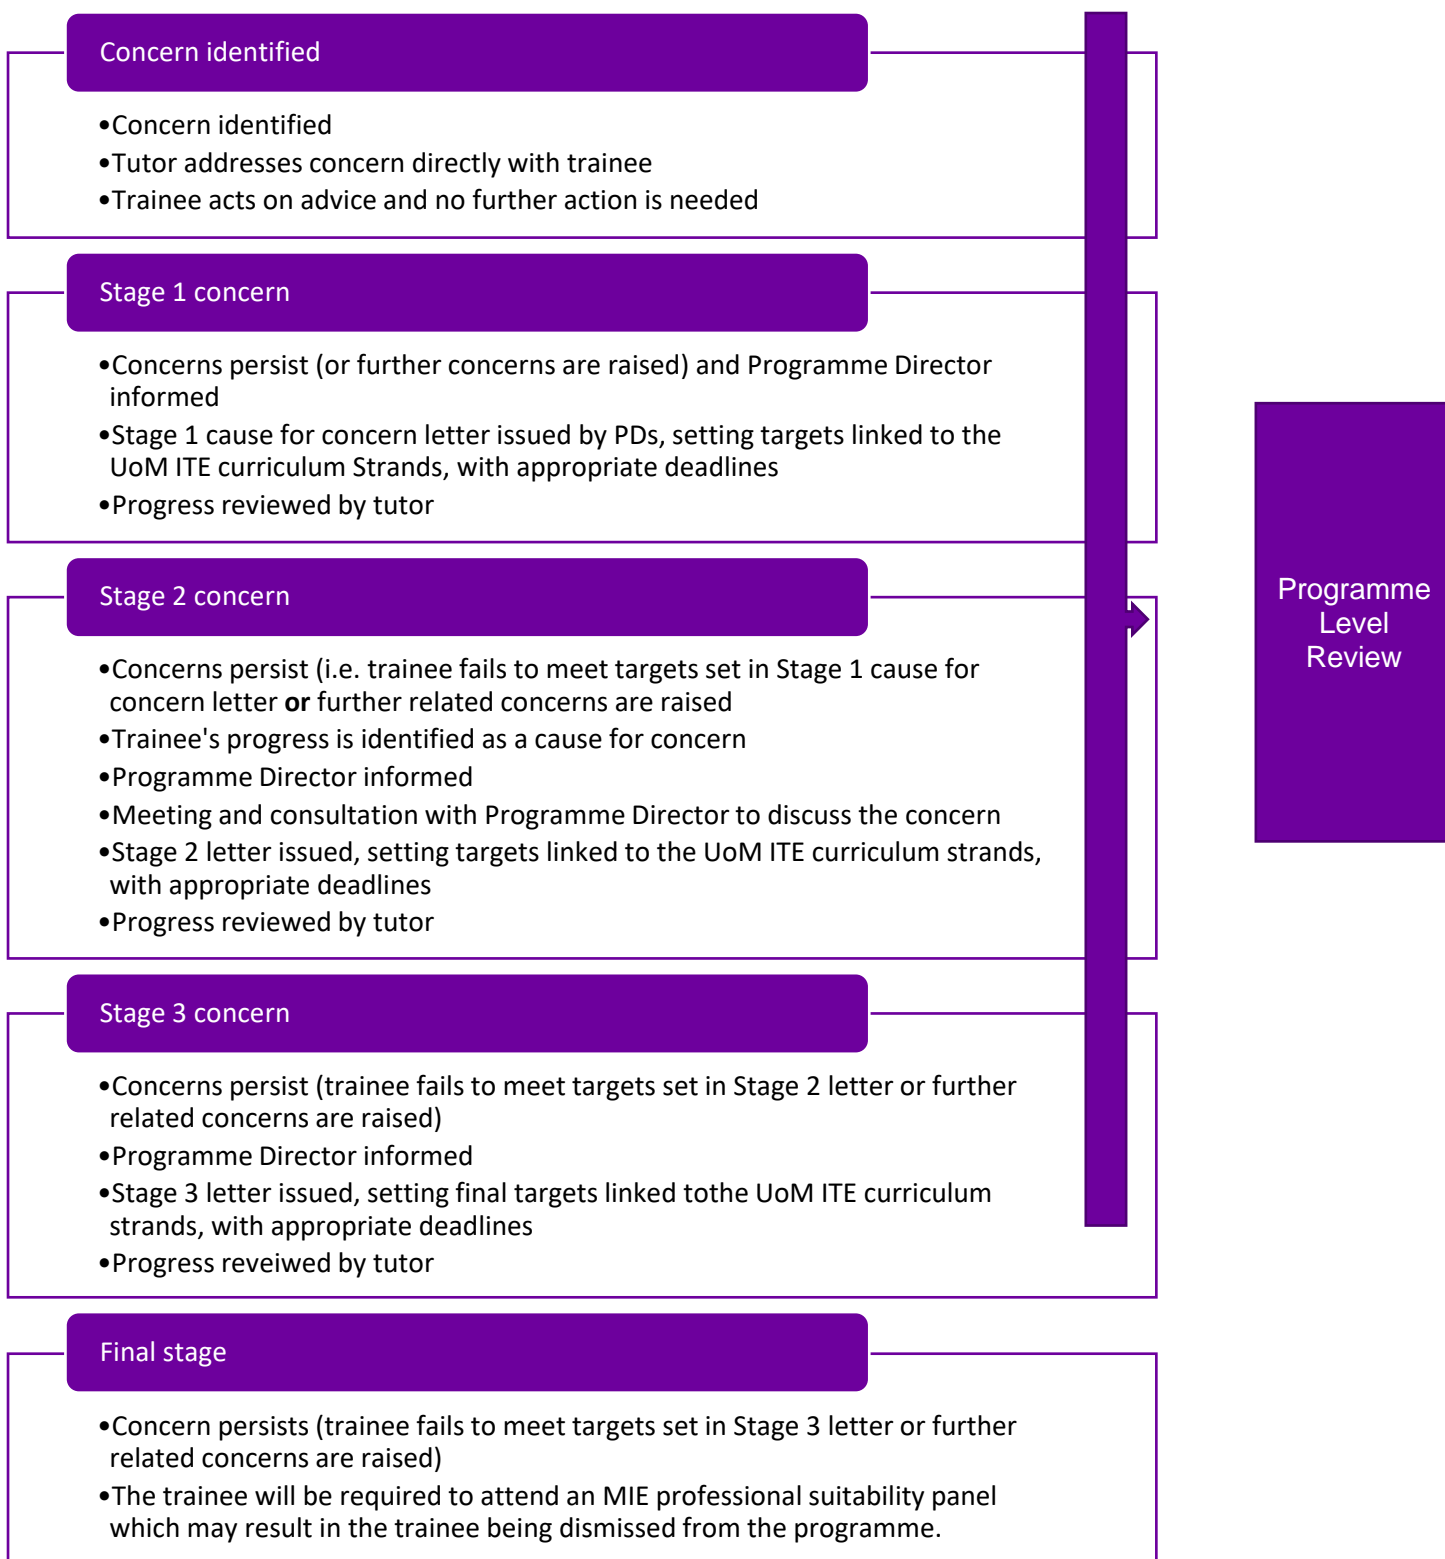 Concern identified
•Concern identified
•Tutor addresses concern directly with trainee
•Trainee acts on advice and no further action is needed
Stage 1 concern
•Concerns persist (or further concerns are raised) and Programme Director
informed
•Stage 1 cause for concern letter issued by PDs, setting targets linked to the
UoM ITE curriculum Strands, with appropriate deadlines
•Progress reviewed by tutor
Stage 2 concern
•Concerns persist (i.e. trainee fails to meet targets set in Stage 1 cause for
concern letter or further related concerns are raised
•Trainee's progress is identified as a cause for concern
•Programme Director informed
•Meeting and consultation with Programme Director to discuss the concern
•Stage 2 letter issued, setting targets linked to the UoM ITE curriculum strands,
with appropriate deadlines
•Progress reviewed by tutor
Stage 3 concern
•Concerns persist (trainee fails to meet targets set in Stage 2 letter or further
related concerns are raised)
•Programme Director informed
•Stage 3 letter issued, setting final targets linked tothe UoM ITE curriculum
strands, with appropriate deadlines
•Progress reveiwed by tutor
Final stage
•Concern persists (trainee fails to meet targets set in Stage 3 letter or further
related concerns are raised)
•The trainee will be required to attend an MIE professional suitability panel
which may result in the trainee being dismissed from the programme.
Programme
Level
Review